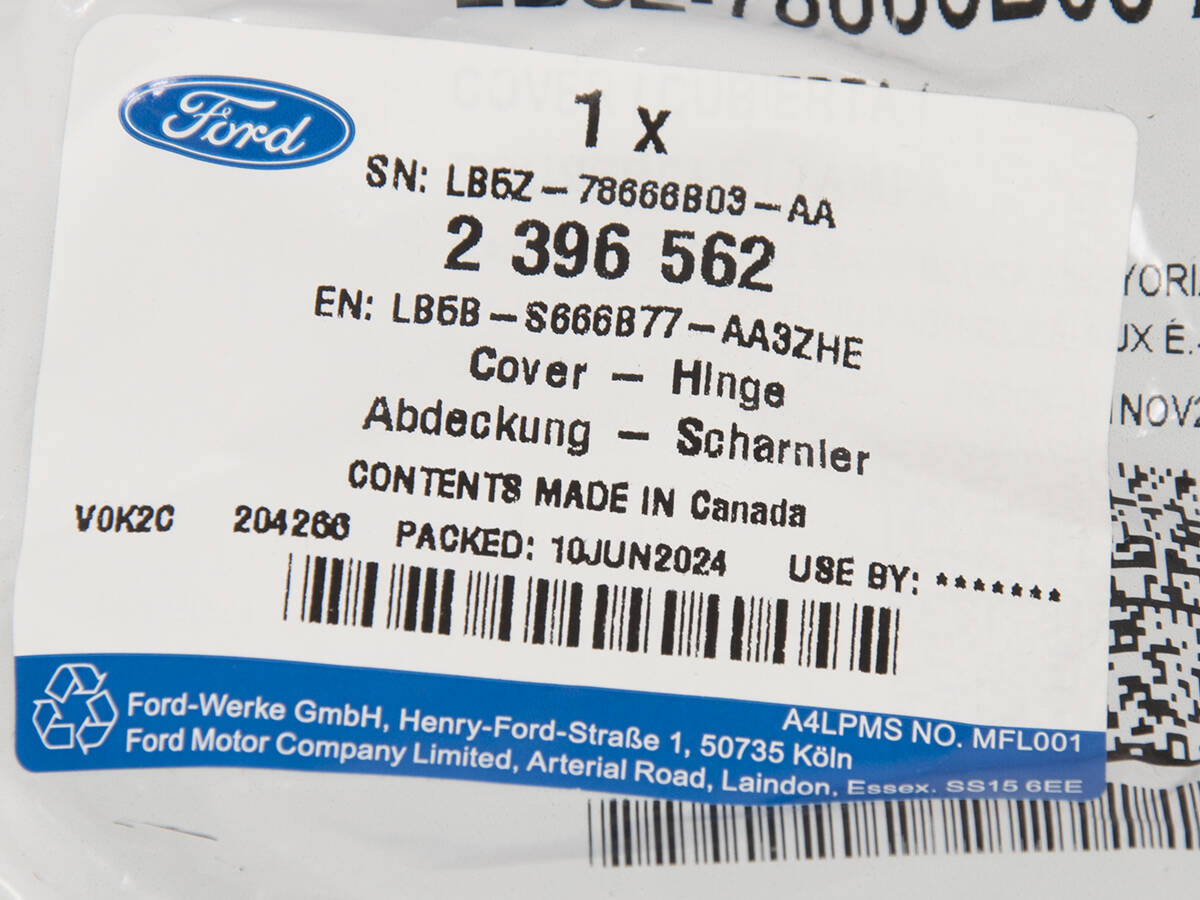 Ford
1 x
SN: LB5Z-78666B03-AA
2 396 562
EN: LB5B-S666B77-AA3ZHE
Cover - Hinge
Abdeckung - Scharnier
CONTENTS MADE IN Canada
V0K2C 204266 PACKED: 10JUN2024 USE BY: *******
A4LPMS NO. MFL001
Ford-Werke GmbH, Henry-Ford-Straße 1, 50735 Köln
Ford Motor Company Limited, Arterial Road, Laindon, Essex. SS15 6EE